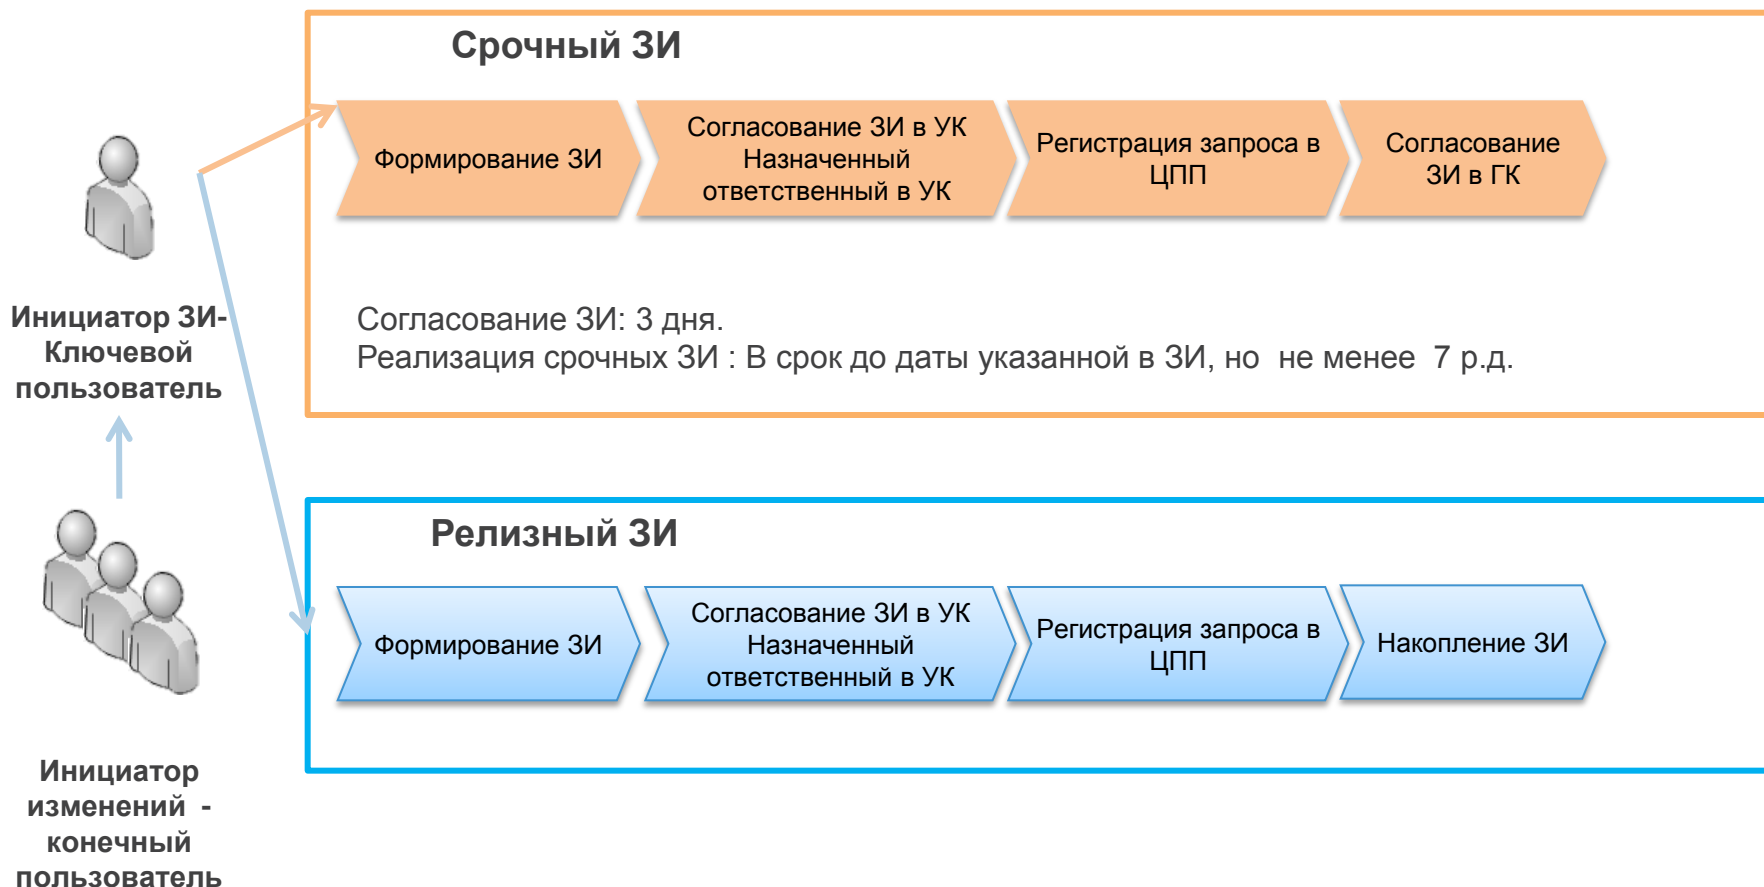 Срочный ЗИ
Формирование ЗИ
Согласование ЗИ в УК
Назначенный
ответственный в УК
Регистрация запроса в
ЦПП
Согласование
ЗИ в ГК
Инициатор ЗИ-
Ключевой
пользователь
Согласование ЗИ: 3 дня.
Реализация срочных ЗИ : В срок до даты указанной в ЗИ, но  не менее  7 р.д.
Релизный ЗИ
Формирование ЗИ
Согласование ЗИ в УК
Назначенный
ответственный в УК
Регистрация запроса в
ЦПП
Накопление ЗИ
Инициатор
изменений  -
конечный
пользователь